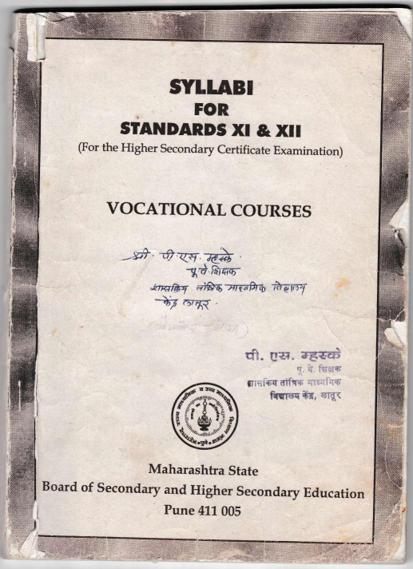 SYLLABI
FOR
STANDARDS XI & XII
(For the Higher Secondary Certificate Examination)
VOCATIONAL COURSES
श्री. पी. एस. म्हस्के.
पू. वे. शिक्षक
शासकिय तांत्रिक माध्यमिक विद्यालय
केंद्र लातूर.
पी. एस. म्हस्के
पू. वे. शिक्षक
शासकिय तांत्रिक माध्यमिक
विद्यालय केंद्र, लातूर
Maharashtra State
Board of Secondary and Higher Secondary Education
Pune 411 005